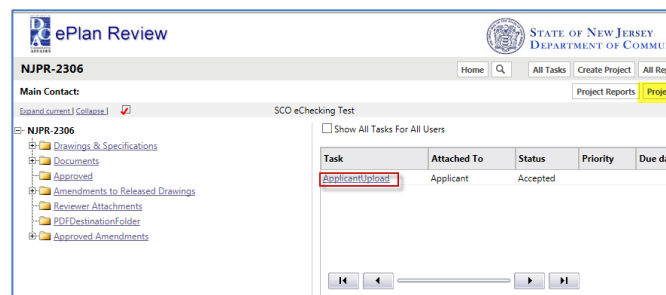 ePlan Review
STATE OF NEW JERSEY
DEPARTMENT OF COMMU
AFFAIRS
NJPR-2306
Home
All Tasks
Create Project
All Re
Main Contact:
Project Reports
Proje
Expand current | Collapse |
SCO eChecking Test
NJPR-2306
Drawings & Specifications
Documents
Approved
Amendments to Released Drawings
Reviewer Attachments
PDFDestinationFolder
Approved Amendments
Show All Tasks For All Users
Task
Attached To
Status
Priority
Due da
ApplicantUpload
Applicant
Accepted